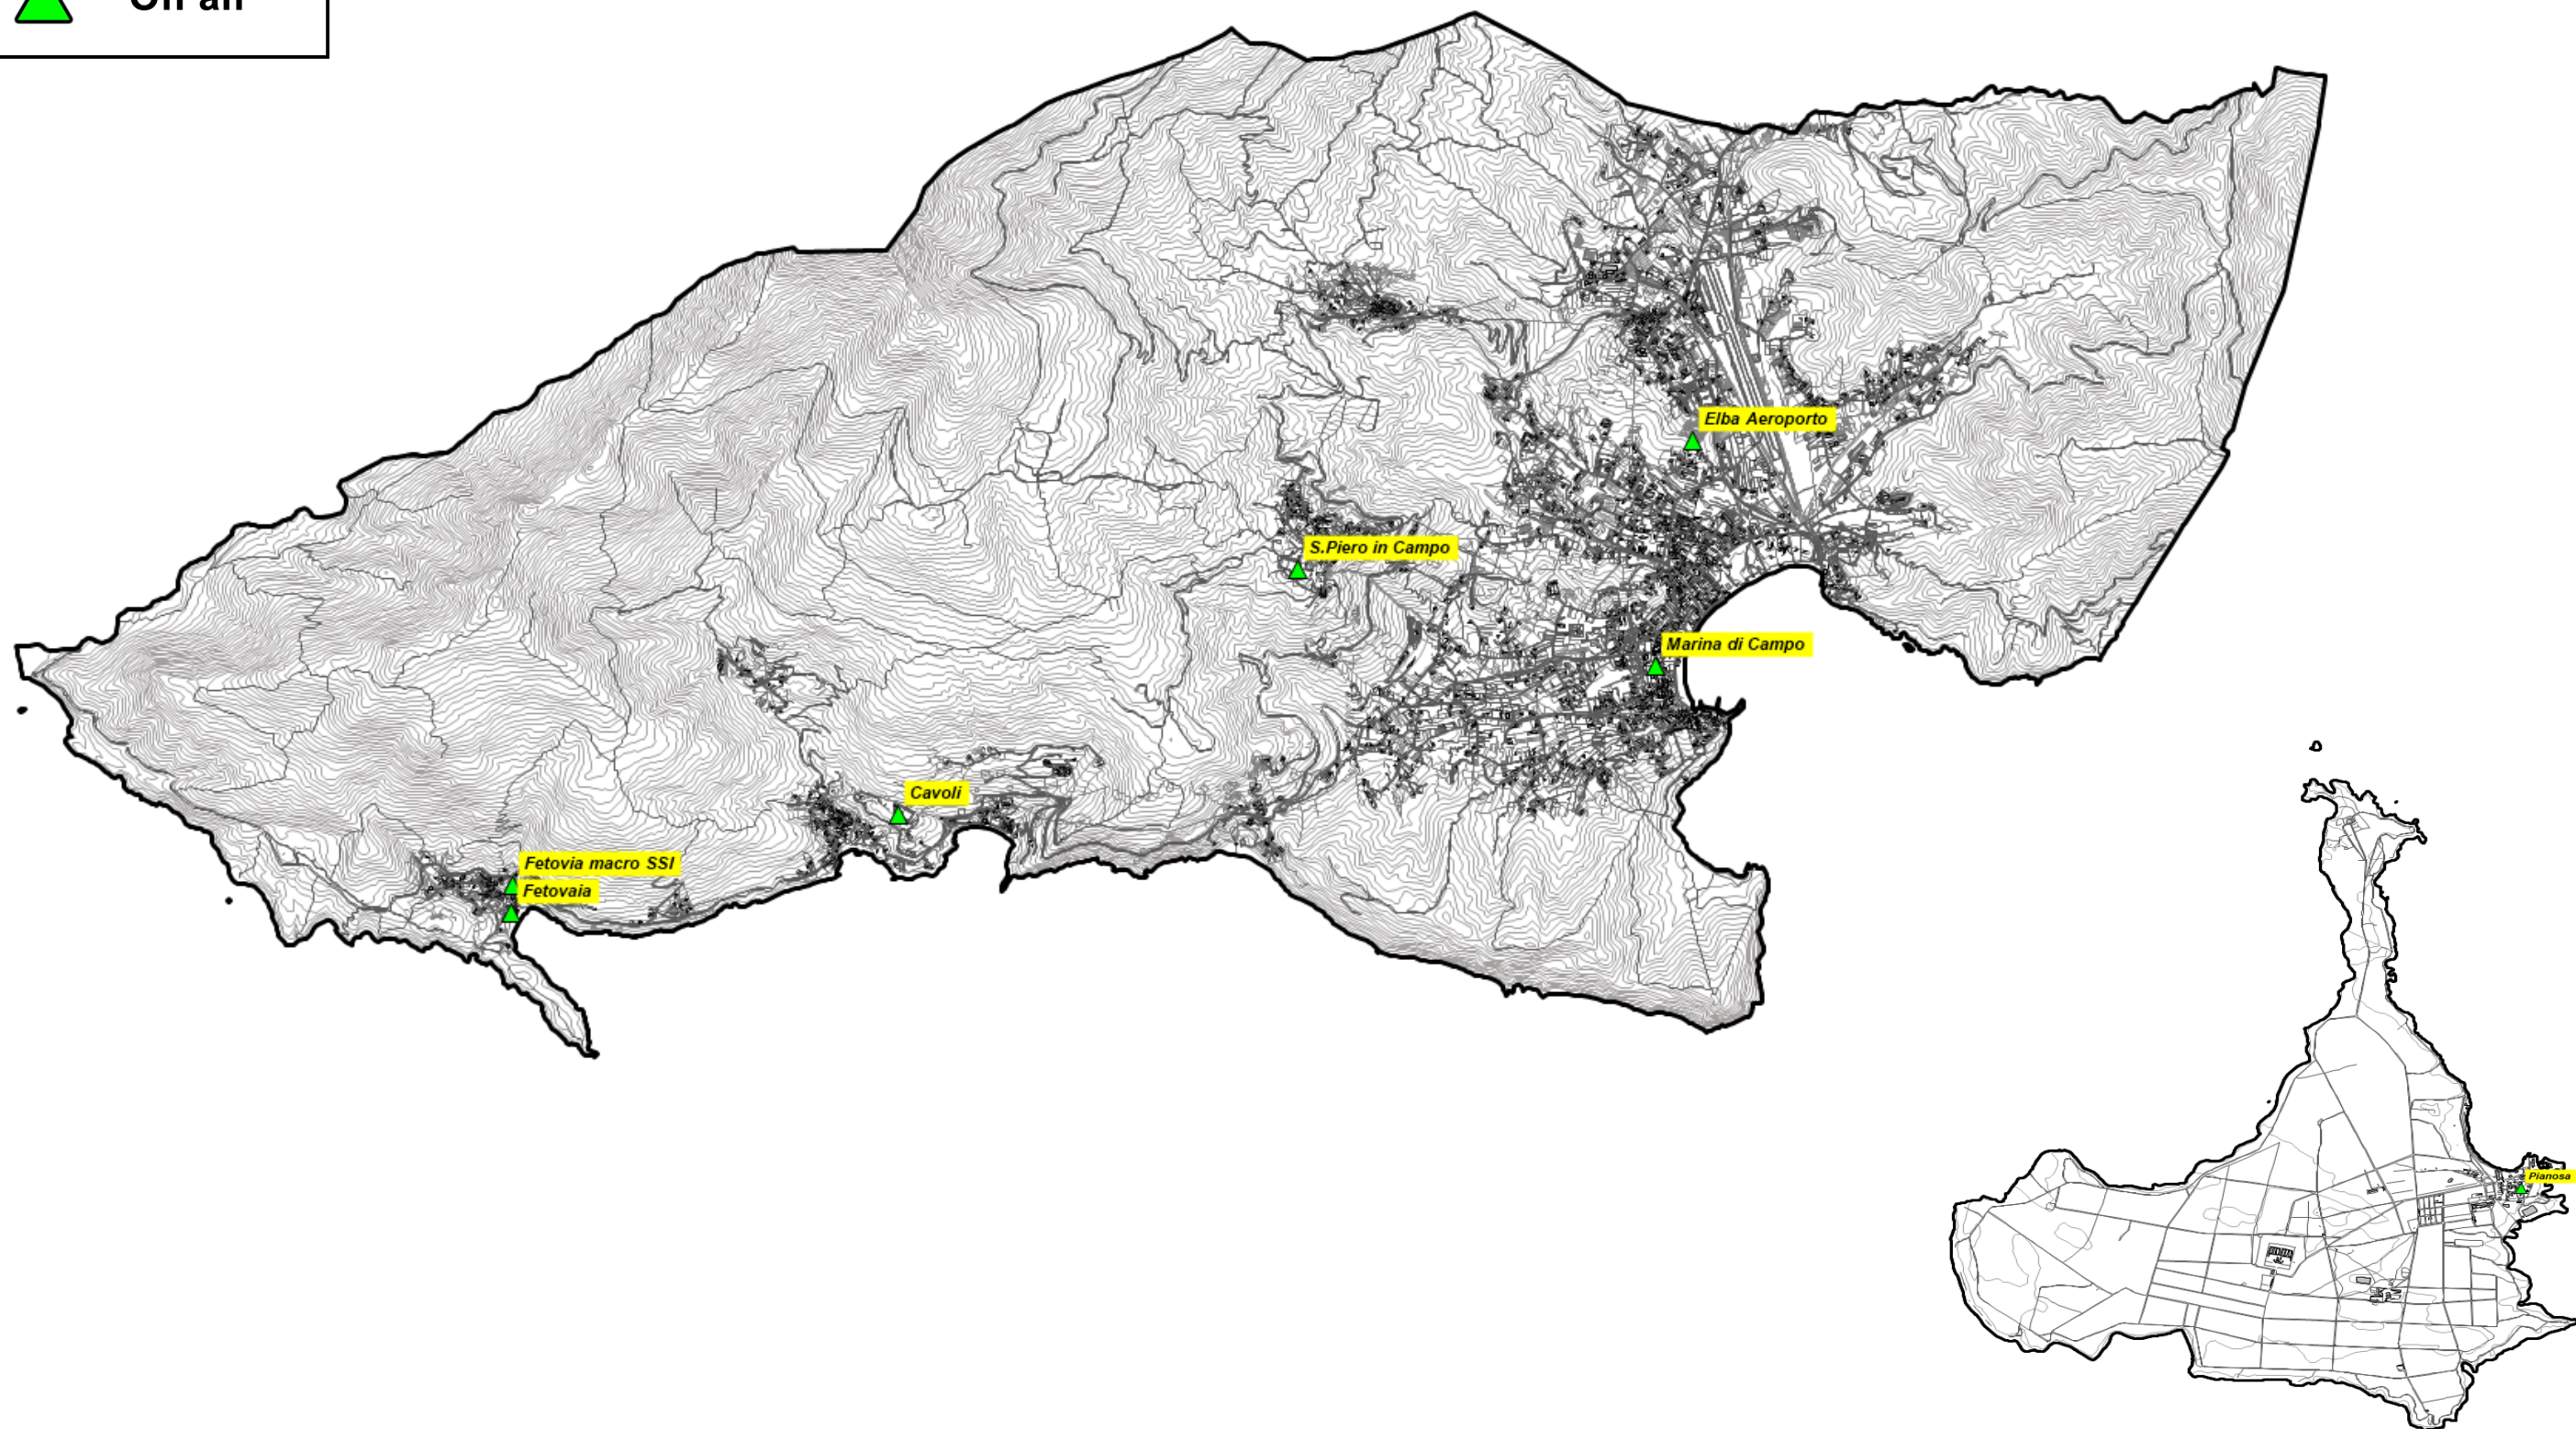 On air
Elba Aeroporto
S.Piero in Campo
Marina di Campo
Cavoli
Fetovia macro SSI
Fetovaia
Pianosa